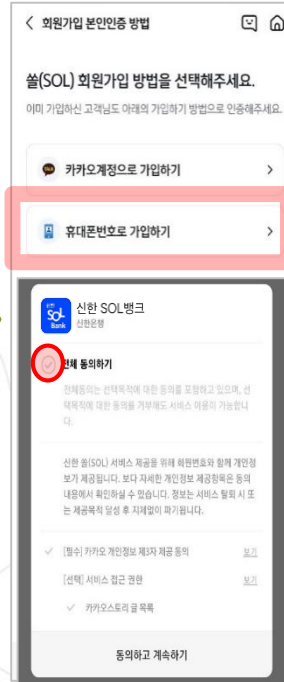 회원가입 본인인증 방법
쏠(SOL) 회원가입 방법을 선택해주세요.
이미 가입하신 고객님도 아래의 가입하기 방법으로 인증해주세요.
카카오계정으로 가입하기
휴대폰번호로 가입하기
신한 SOL뱅크
신한은행
전체 동의하기
전체동의는 선택목적에 대한 동의를 포함하고 있으며, 선
택목적에 대한 동의를 거부해도 서비스 이용이 가능합니
다.
신한 쏠(SOL) 서비스 제공을 위해 회원번호와 함께 개인정
보가 제공됩니다. 보다 자세한 개인정보 제공항목은 동의
내용에서 확인하실 수 있습니다. 정보는 서비스 탈퇴 시 또
는 제공목적 달성 후 지체없이 파기됩니다.
[필수] 카카오 개인정보 제3자 제공 동의 보기
[선택] 서비스 접근 권한 보기
카카오스토리 글 목록
동의하고 계속하기